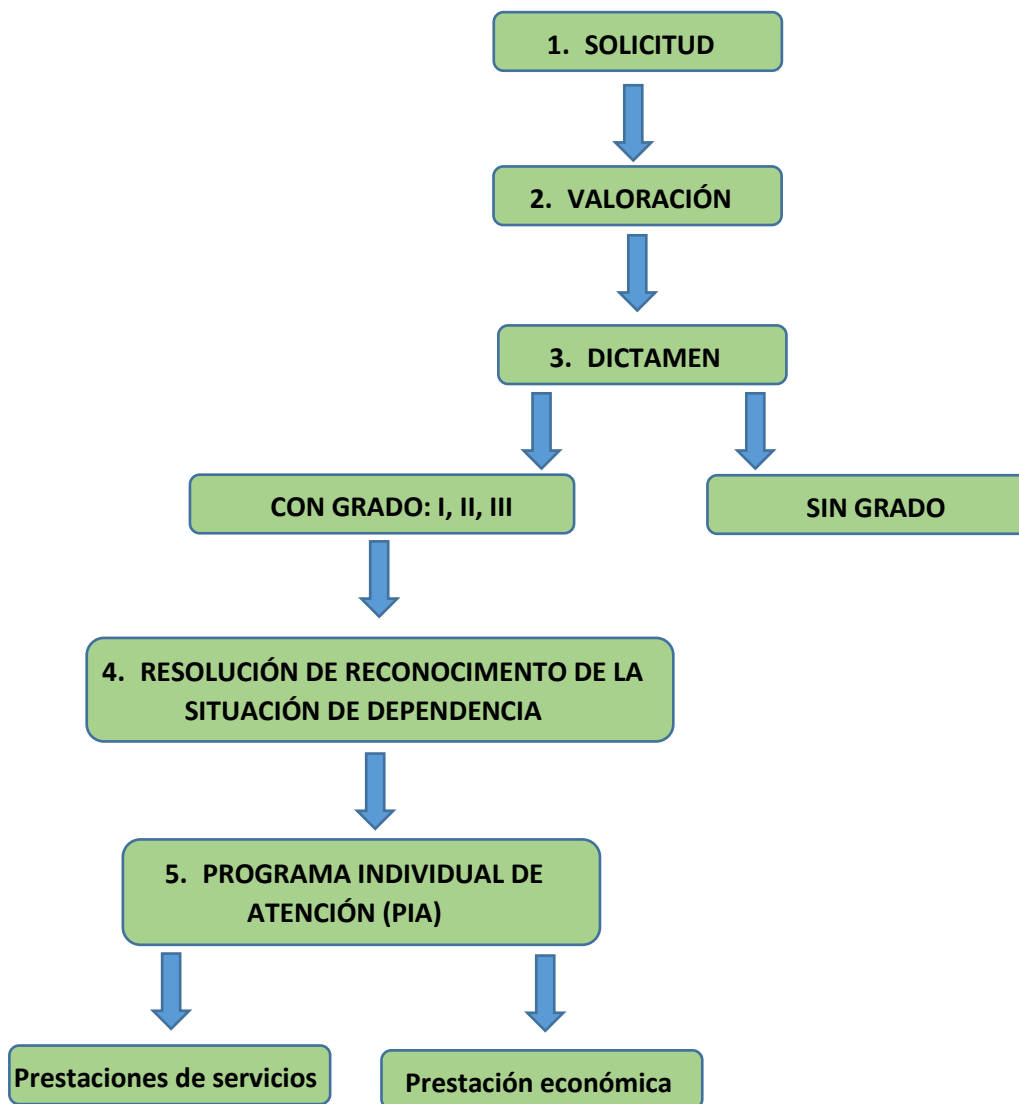 1. SOLICITUD
2. VALORACIÓN
3. DICTAMEN
CON GRADO: I, II, III
SIN GRADO
4. RESOLUCIÓN DE RECONOCIMENTO DE LA
SITUACIÓN DE DEPENDENCIA
5. PROGRAMA INDIVIDUAL DE
ATENCIÓN (PIA)
Prestaciones de servicios
Prestación económica